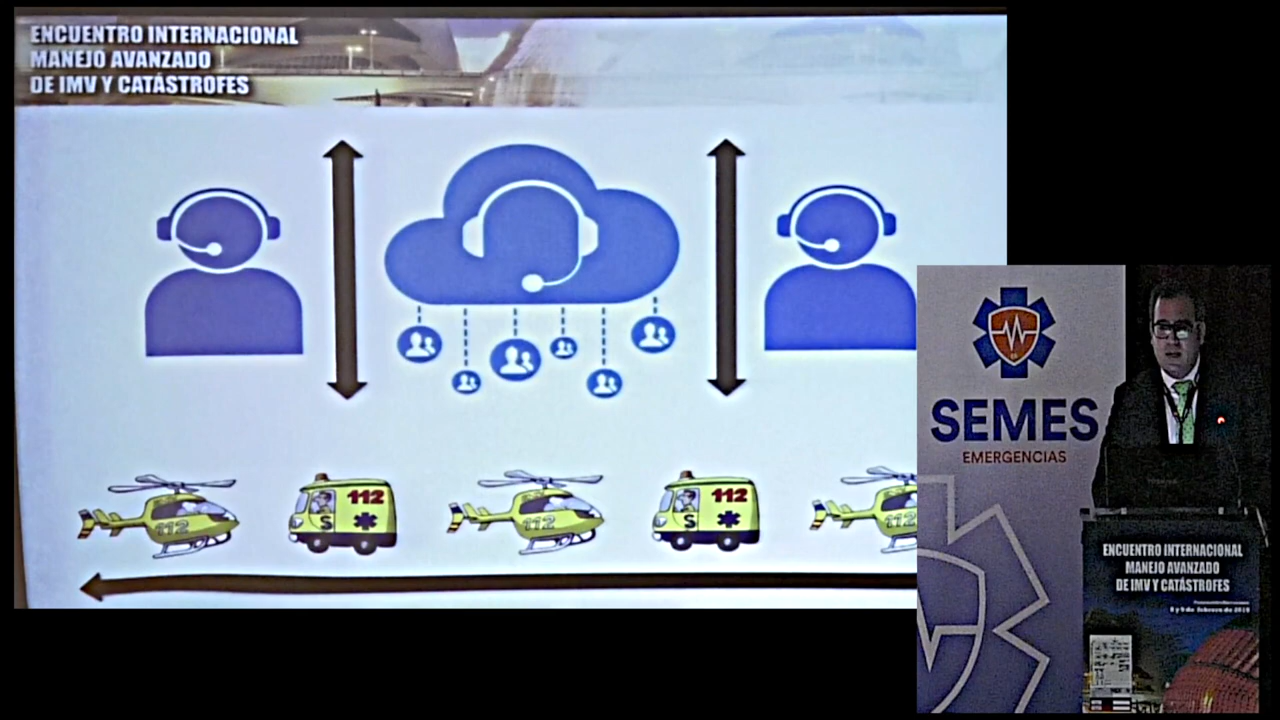 ENCUENTRO INTERNACIONAL
MANEJO AVANZADO
DE IMV Y CATÁSTROFES
112
112
S
112
112
S
112
SEMES
EMERGENCIAS
ENCUENTRO INTERNACIONAL
MANEJO AVANZADO
DE IMV Y CATÁSTROFES